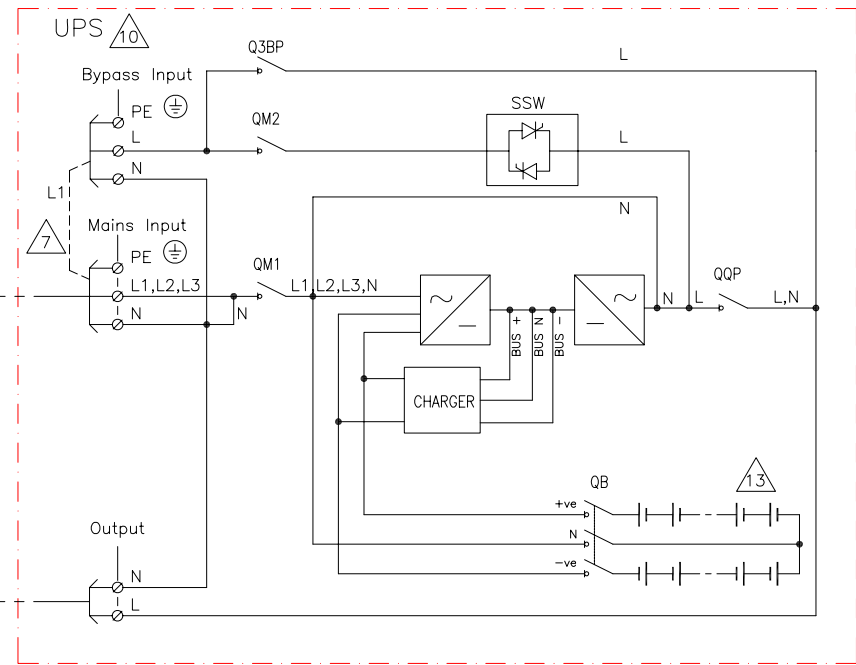 UPS 10
Q3BP
L
Bypass Input
PE
QM2
SSW
L
L
N
L1
N
7
Mains Input
PE
QM1
QQP
L1,L2,L3
L1,L2,L3,N
N
L
L,N
N
N
BUS +
BUS N
BUS -
CHARGER
13
QB
+ve
N
-ve
Output
N
L